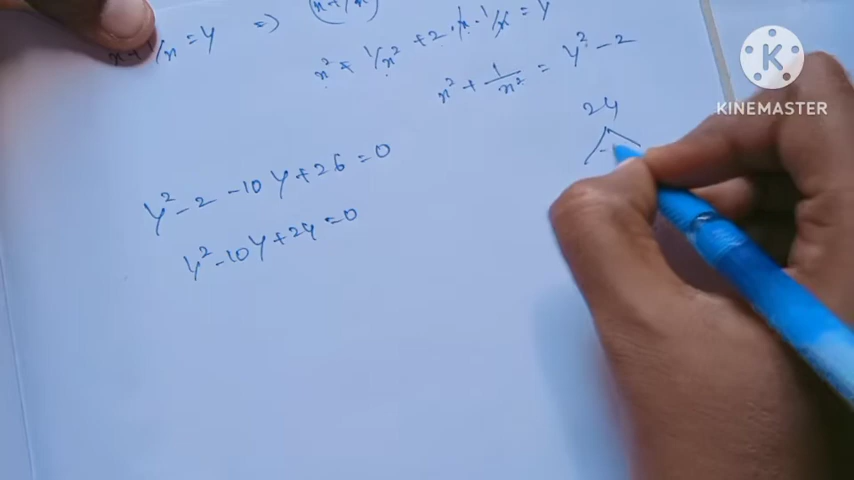 x+1/x = y => (x+1/x)
x² + 1/x² + 2·x·1/x = y
x² + 1/x² = y² - 2
24
y² - 2 - 10y + 26 = 0
y² - 10y + 24 = 0
KINEMASTER